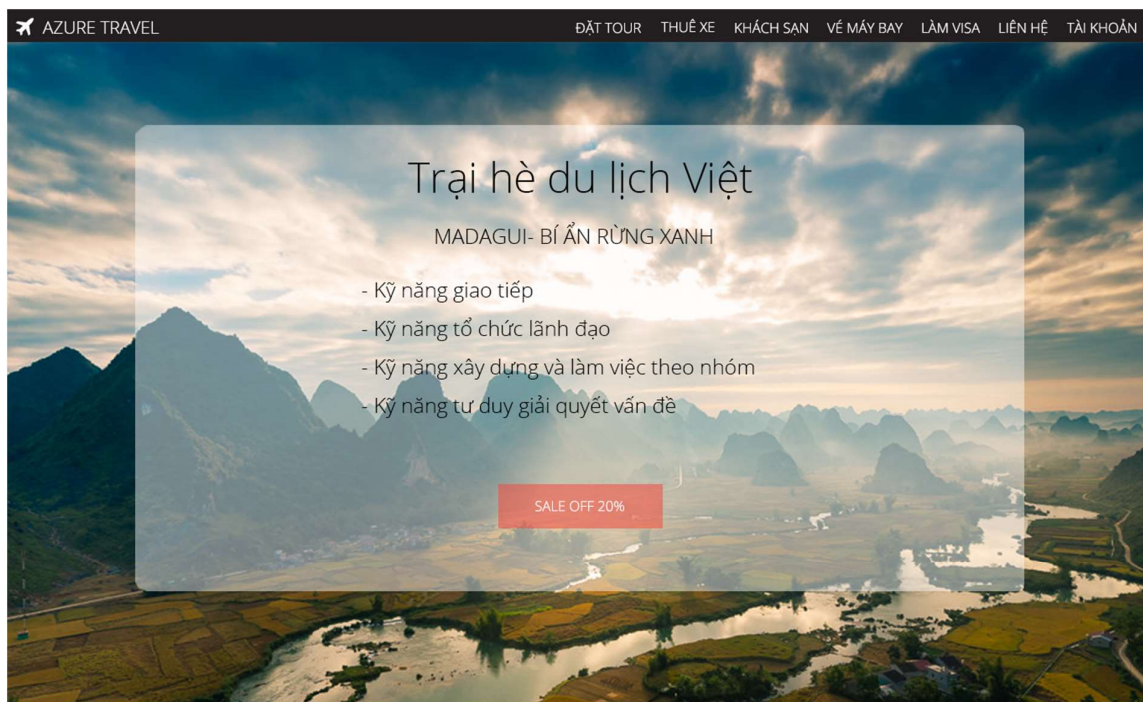 AZURE TRAVEL ĐẶT TOUR THUÊ XE KHÁCH SẠN VÉ MÁY BAY LÀM VISA LIÊN HỆ TÀI KHOẢN
Trại hè du lịch Việt
MADAGUI- BÍ ẨN RỪNG XANH
- Kỹ năng giao tiếp
- Kỹ năng tổ chức lãnh đạo
- Kỹ năng xây dựng và làm việc theo nhóm
- Kỹ năng tư duy giải quyết vấn đề
SALE OFF 20%